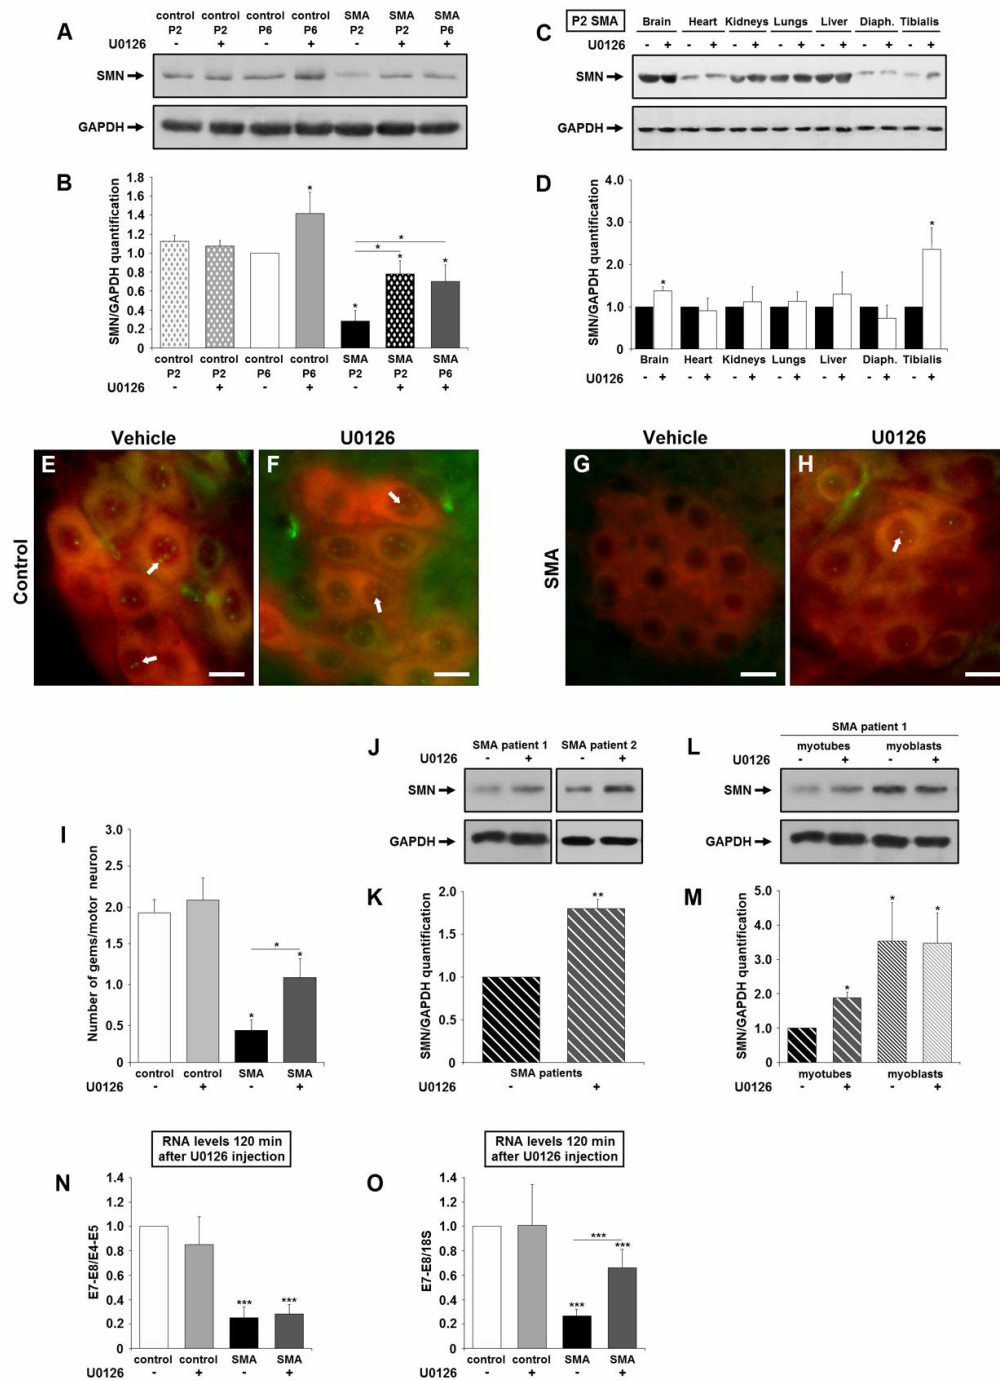 A
control control control control SMA SMA SMA
P2 P2 P6 P6 P2 P2 P6
U0126 - + - + - + +
SMN
GAPDH
B
SMN/GAPDH quantification
1.8
1.6
1.4
1.2
1.0
0.8
0.6
0.4
0.2
0
* * * * * *
control control control control SMA SMA SMA
P2 P2 P6 P6 P2 P2 P6
U0126 - + - + - + +
C
P2 SMA
Brain Heart Kidneys Lungs Liver Diaph. Tibialis
U0126 - + - + - + - + - + - + - +
SMN
GAPDH
D
SMN/GAPDH quantification
4.0
3.0
2.0
1.0
0
* *
Brain Heart Kidneys Lungs Liver Diaph. Tibialis
U0126 - + - + - + - + - + - + - +
Vehicle U0126
Control
E F
Vehicle U0126
SMA
G H
I
Number of gems/motor neuron
3.0
2.5
2.0
1.5
1.0
0.5
0
* * *
control control SMA SMA
U0126 - + - +
J
SMA patient 1 SMA patient 2
U0126 - + - +
SMN
GAPDH
K
SMN/GAPDH quantification
2.0
1.5
1.0
0.5
0
**
SMA patients
U0126 - +
L
SMA patient 1
myotubes myoblasts
U0126 - + - +
SMN
GAPDH
M
SMN/GAPDH quantification
5.0
4.0
3.0
2.0
1.0
0
* * *
myotubes myoblasts
U0126 - + - +
N
RNA levels 120 min
after U0126 injection
E7-E8/E4-E5
1.4
1.2
1.0
0.8
0.6
0.4
0.2
0
*** ***
control control SMA SMA
U0126 - + - +
O
RNA levels 120 min
after U0126 injection
E7-E8/18S
1.4
1.2
1.0
0.8
0.6
0.4
0.2
0
*** *** ***
control control SMA SMA
U0126 - + - +